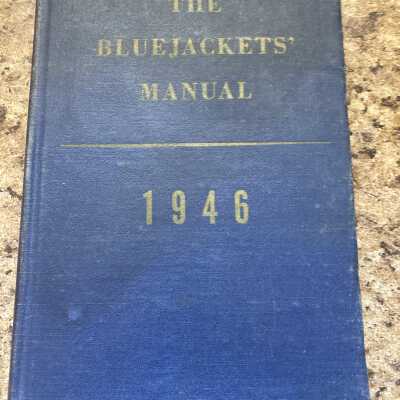 THE
BLUEJACKETS'
MANUAL
1946